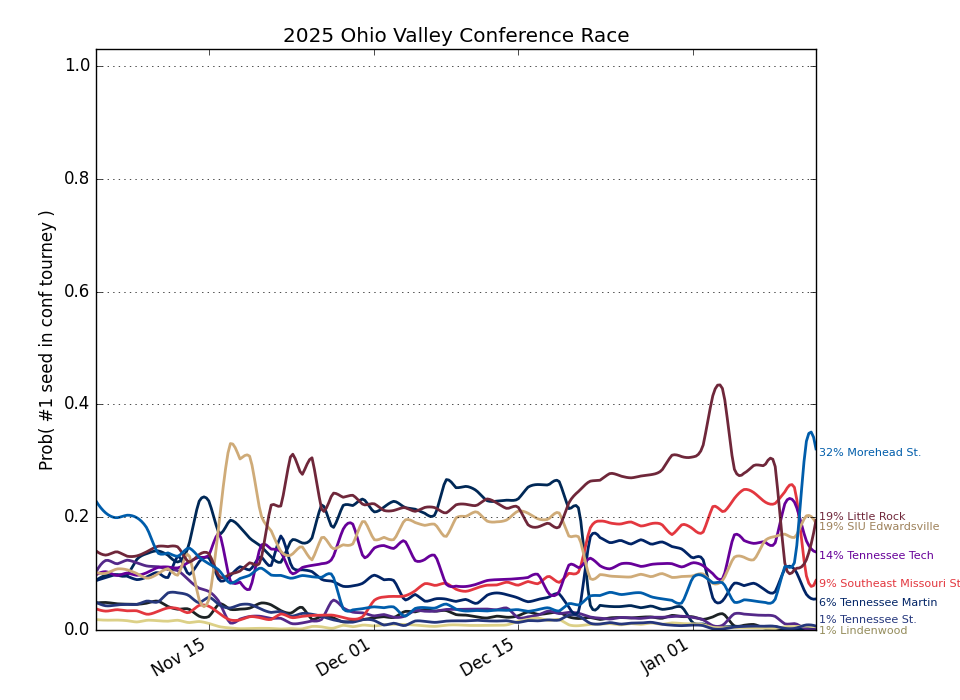 2025 Ohio Valley Conference Race
Prob( #1 seed in conf tourney )
1.0
0.8
0.6
0.4
0.2
0.0
Nov 15
Dec 01
Dec 15
Jan 01
32% Morehead St.
19% Little Rock
19% SIU Edwardsville
14% Tennessee Tech
9% Southeast Missouri St
6% Tennessee Martin
1% Tennessee St.
1% Lindenwood